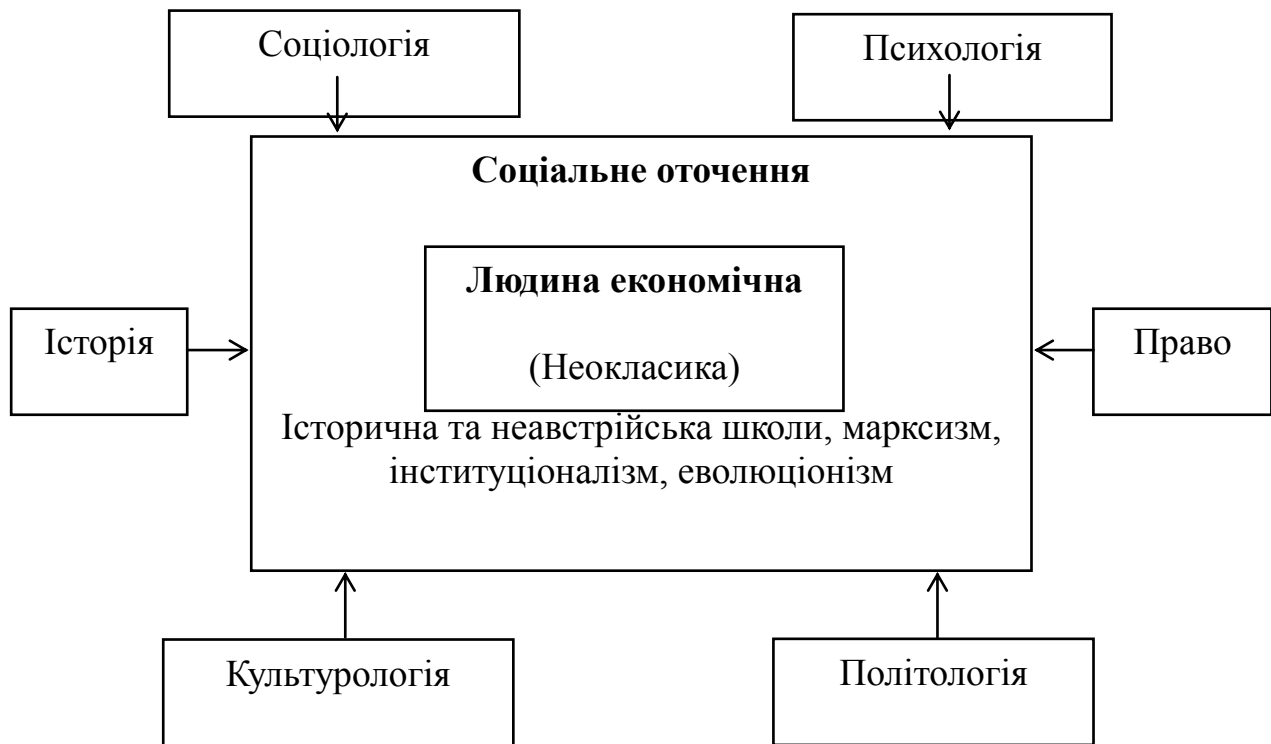 Соціологія
Психологія
Соціальне оточення
Людина економічна
(Неокласика)
Історія
Право
Історична та неавстрійська школи, марксизм,
інституціоналізм, еволюціонізм
Культурологія
Політологія